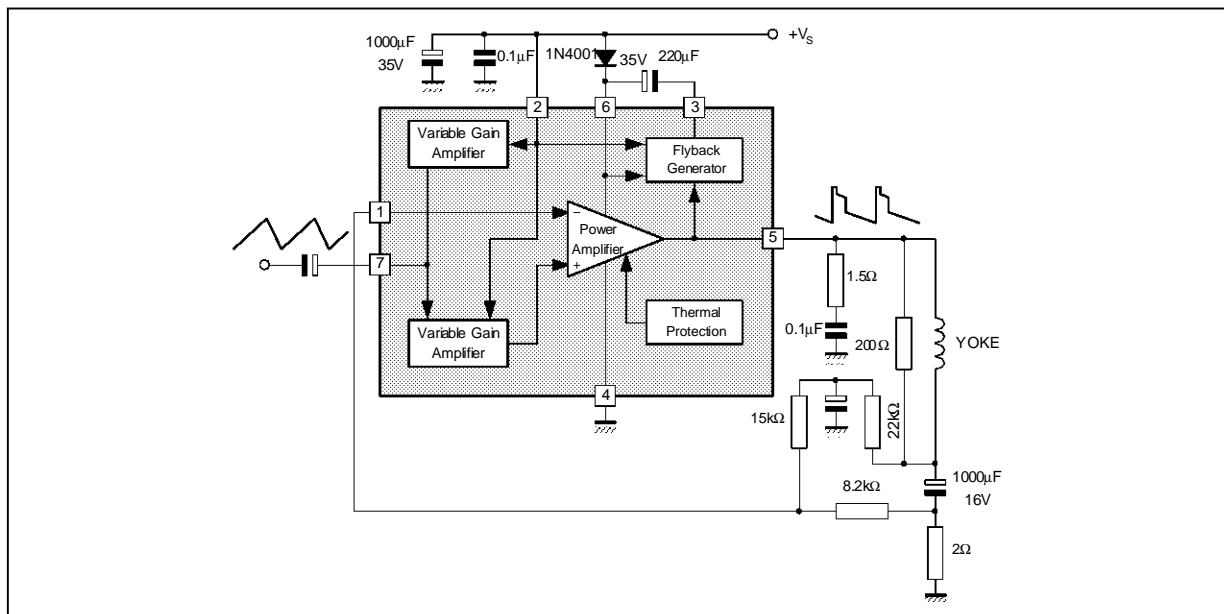 +VS
1000µF
35V
0.1µF
1N4001
35V
220µF
2
6
3
Variable Gain
Amplifier
Flyback
Generator
1
−
Power
Amplifier
+
5
7
1.5Ω
Thermal
Protection
Variable Gain
Amplifier
0.1µF
200Ω
YOKE
4
15kΩ
22kΩ
1000µF
16V
8.2kΩ
2Ω